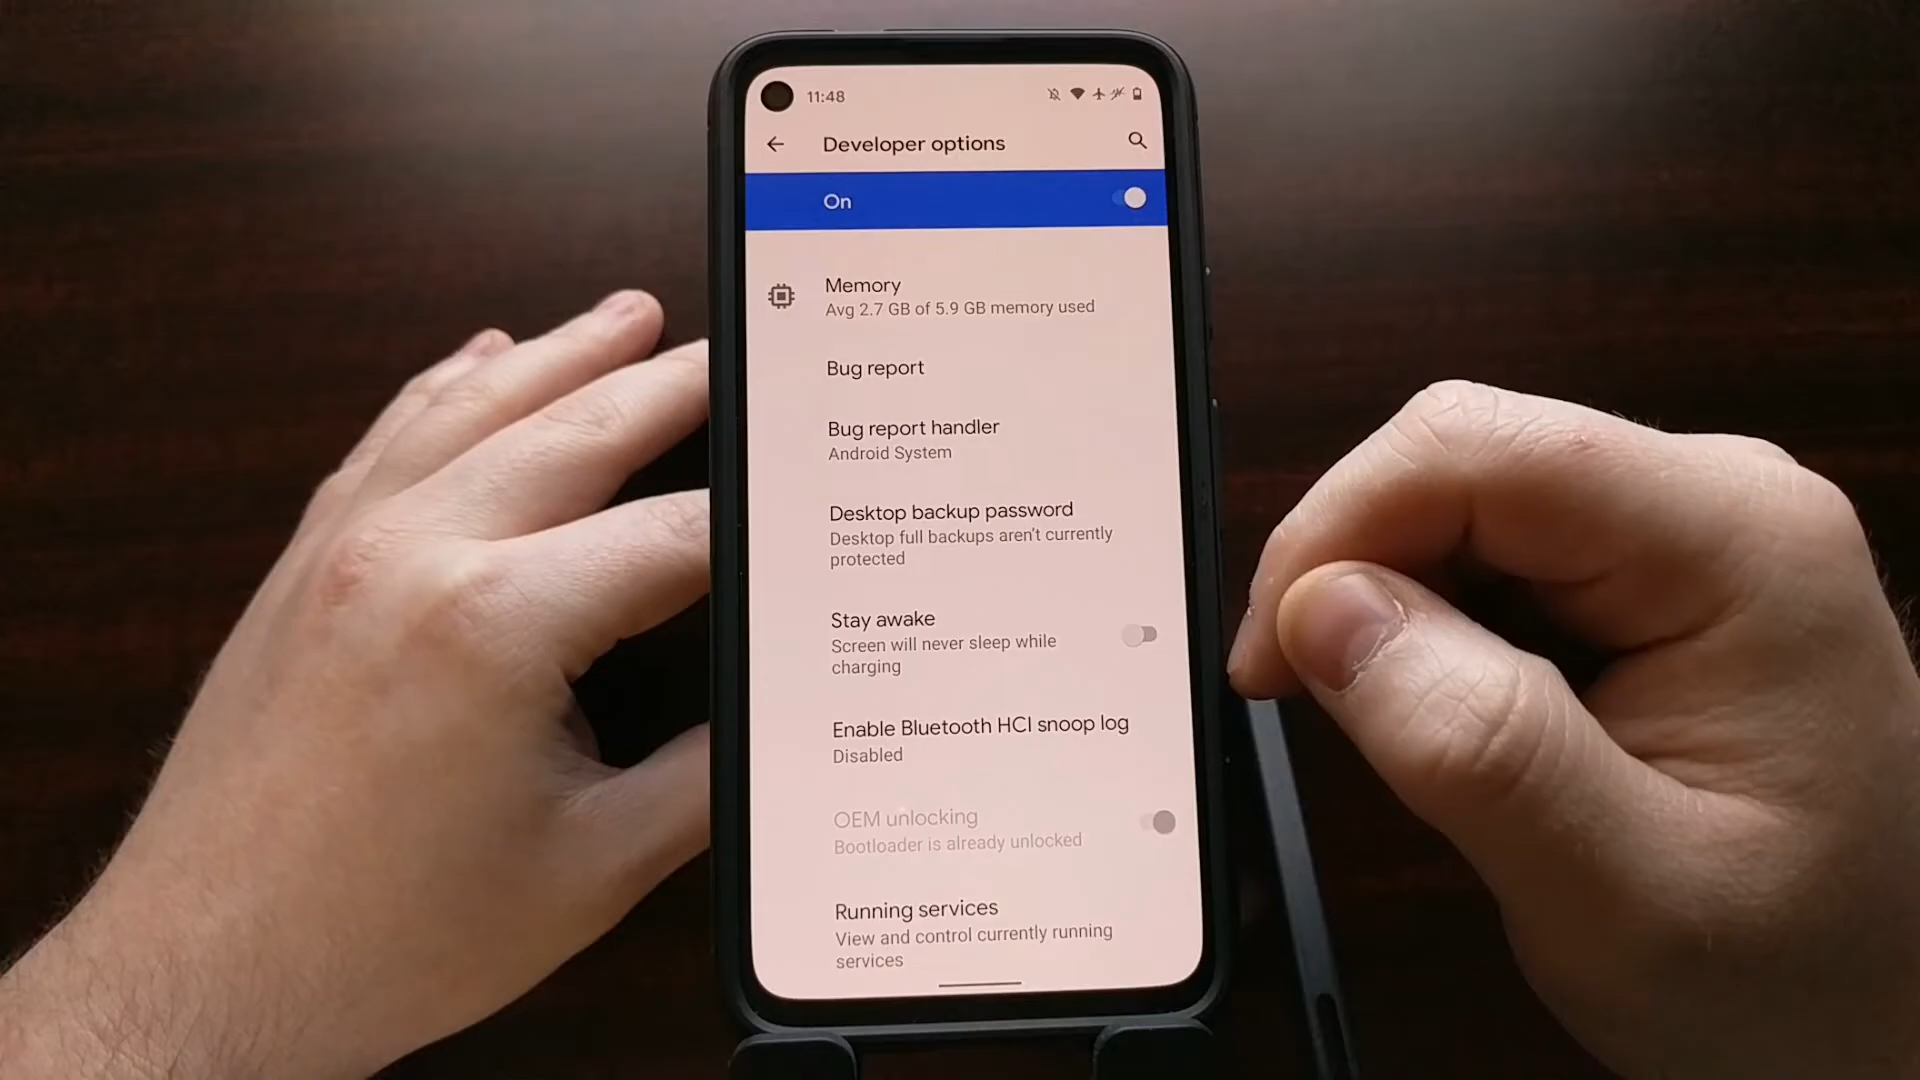 11:48
Developer options
On
Memory
Avg 2.7 GB of 5.9 GB memory used
Bug report
Bug report handler
Android System
Desktop backup password
Desktop full backups aren't currently
protected
Stay awake
Screen will never sleep while
charging
Enable Bluetooth HCI snoop log
Disabled
OEM unlocking
Bootloader is already unlocked
Running services
View and control currently running
services